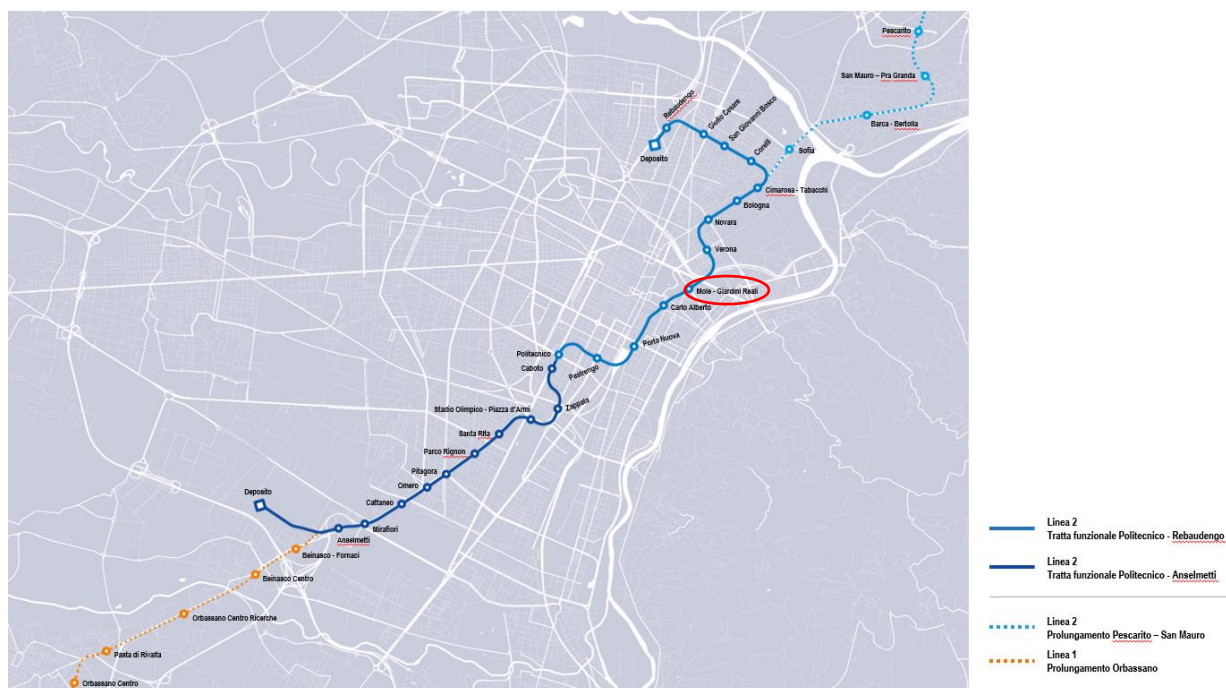 Pescarito
San Mauro – Pra Granda
Barca - Bertolla
Sofia
Rebaudengo
Giulio Cesare
San Giovanni Bosco
Corelli
Deposito
Cimarosa - Tabacchi
Bologna
Novara
Verona
Mole - Giardini Reali
Carlo Alberto
Porta Nuova
Pastrengo
Politecnico
Caboto
Zappata
Stadio Olimpico - Piazza d'Armi
Santa Rita
Parco Rignon
Pitagora
Omero
Cattaneo
Mirafiori
Anselmetti
Deposito
Beinasco - Fornaci
Beinasco Centro
Orbassano Centro Ricerche
Pasta di Rivalta
Orbassano Centro
Linea 2
Tratta funzionale Politecnico - Rebaudengo
Linea 2
Tratta funzionale Politecnico - Anselmetti
Linea 2
Prolungamento Pescarito – San Mauro
Linea 1
Prolungamento Orbassano